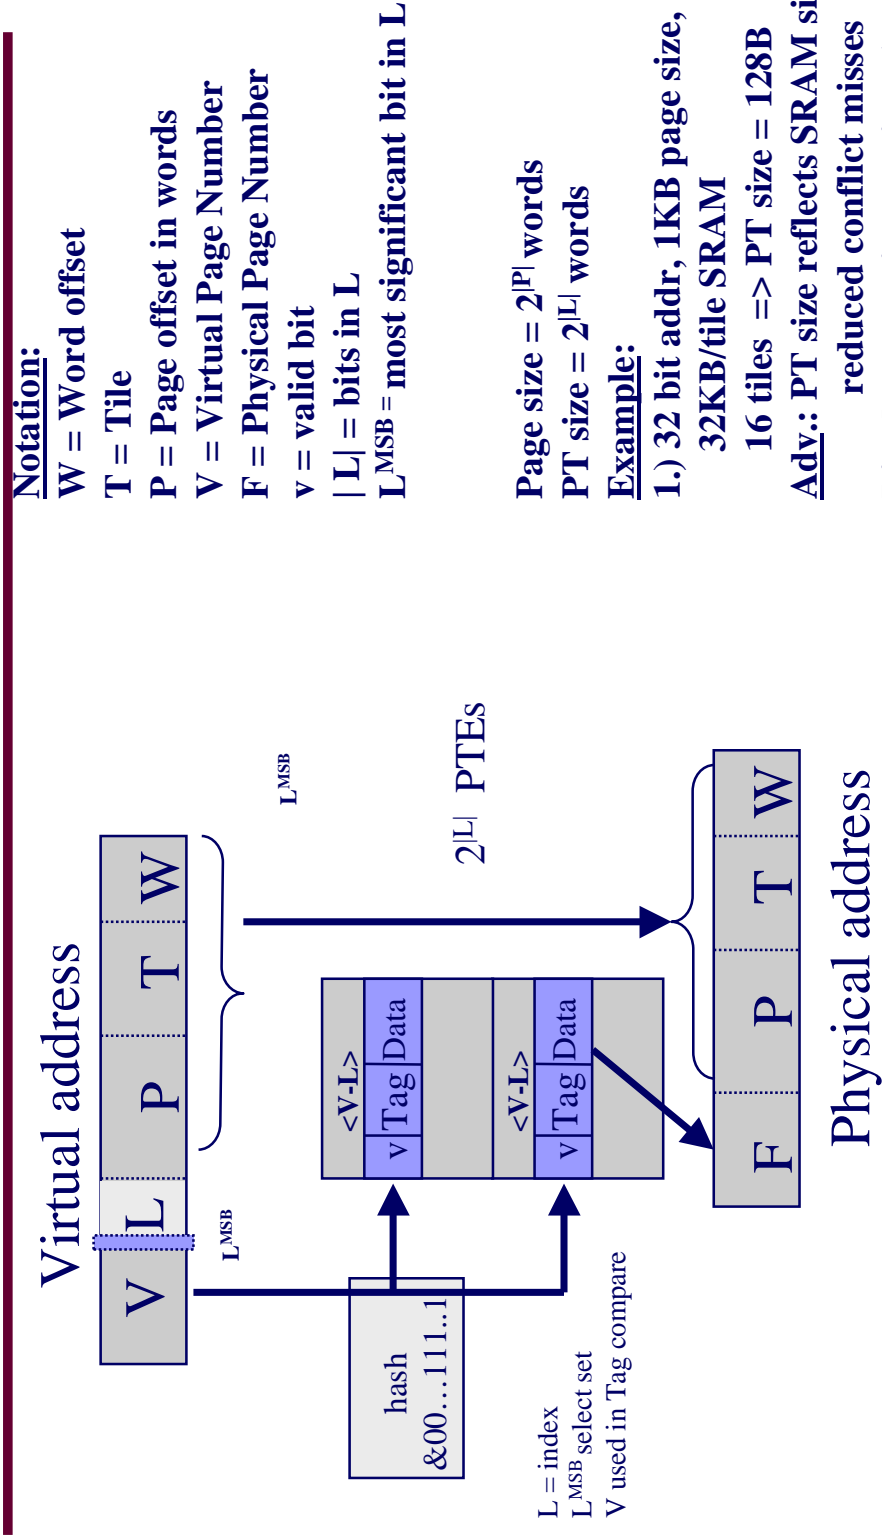 Virtual address
V L P T W
L^MSB
L^MSB
hash
&00…111..1
<V-L>
v Tag Data
<V-L>
v Tag Data
2^|L| PTEs
L = index
L^MSB select set
V used in Tag compare
F P T W
Physical address
Notation:
W = Word offset
T = Tile
P = Page offset in words
V = Virtual Page Number
F = Physical Page Number
v = valid bit
| L| = bits in L
L^MSB = most significant bit in L
Page size = 2^|P| words
PT size = 2^|L| words
Example:
1.) 32 bit addr, 1KB page size,
32KB/tile SRAM
16 tiles => PT size = 128B
Adv.: PT size reflects SRAM si
reduced conflict misses